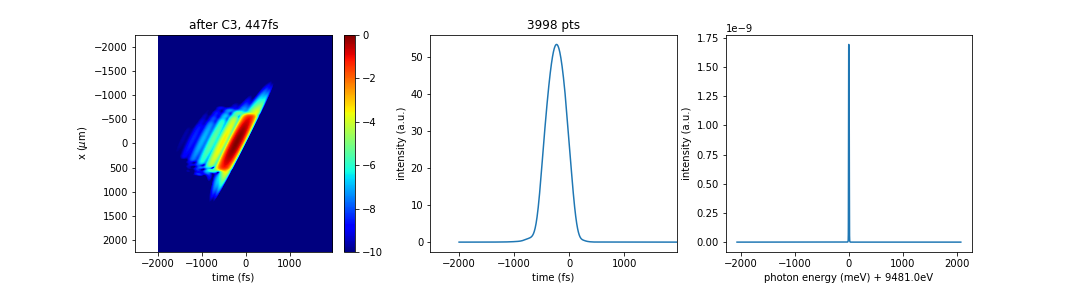 after C3, 447fs
x (μm)
−2000
−1500
−1000
−500
0
500
1000
1500
2000
−2000 −1000 0 1000
time (fs)
0
−2
−4
−6
−8
−10
3998 pts
intensity (a.u.)
50
40
30
20
10
0
−2000 −1000 0 1000
time (fs)
1e−9
intensity (a.u.)
1.75
1.50
1.25
1.00
0.75
0.50
0.25
0.00
−2000 −1000 0 1000 2000
photon energy (meV) + 9481.0eV